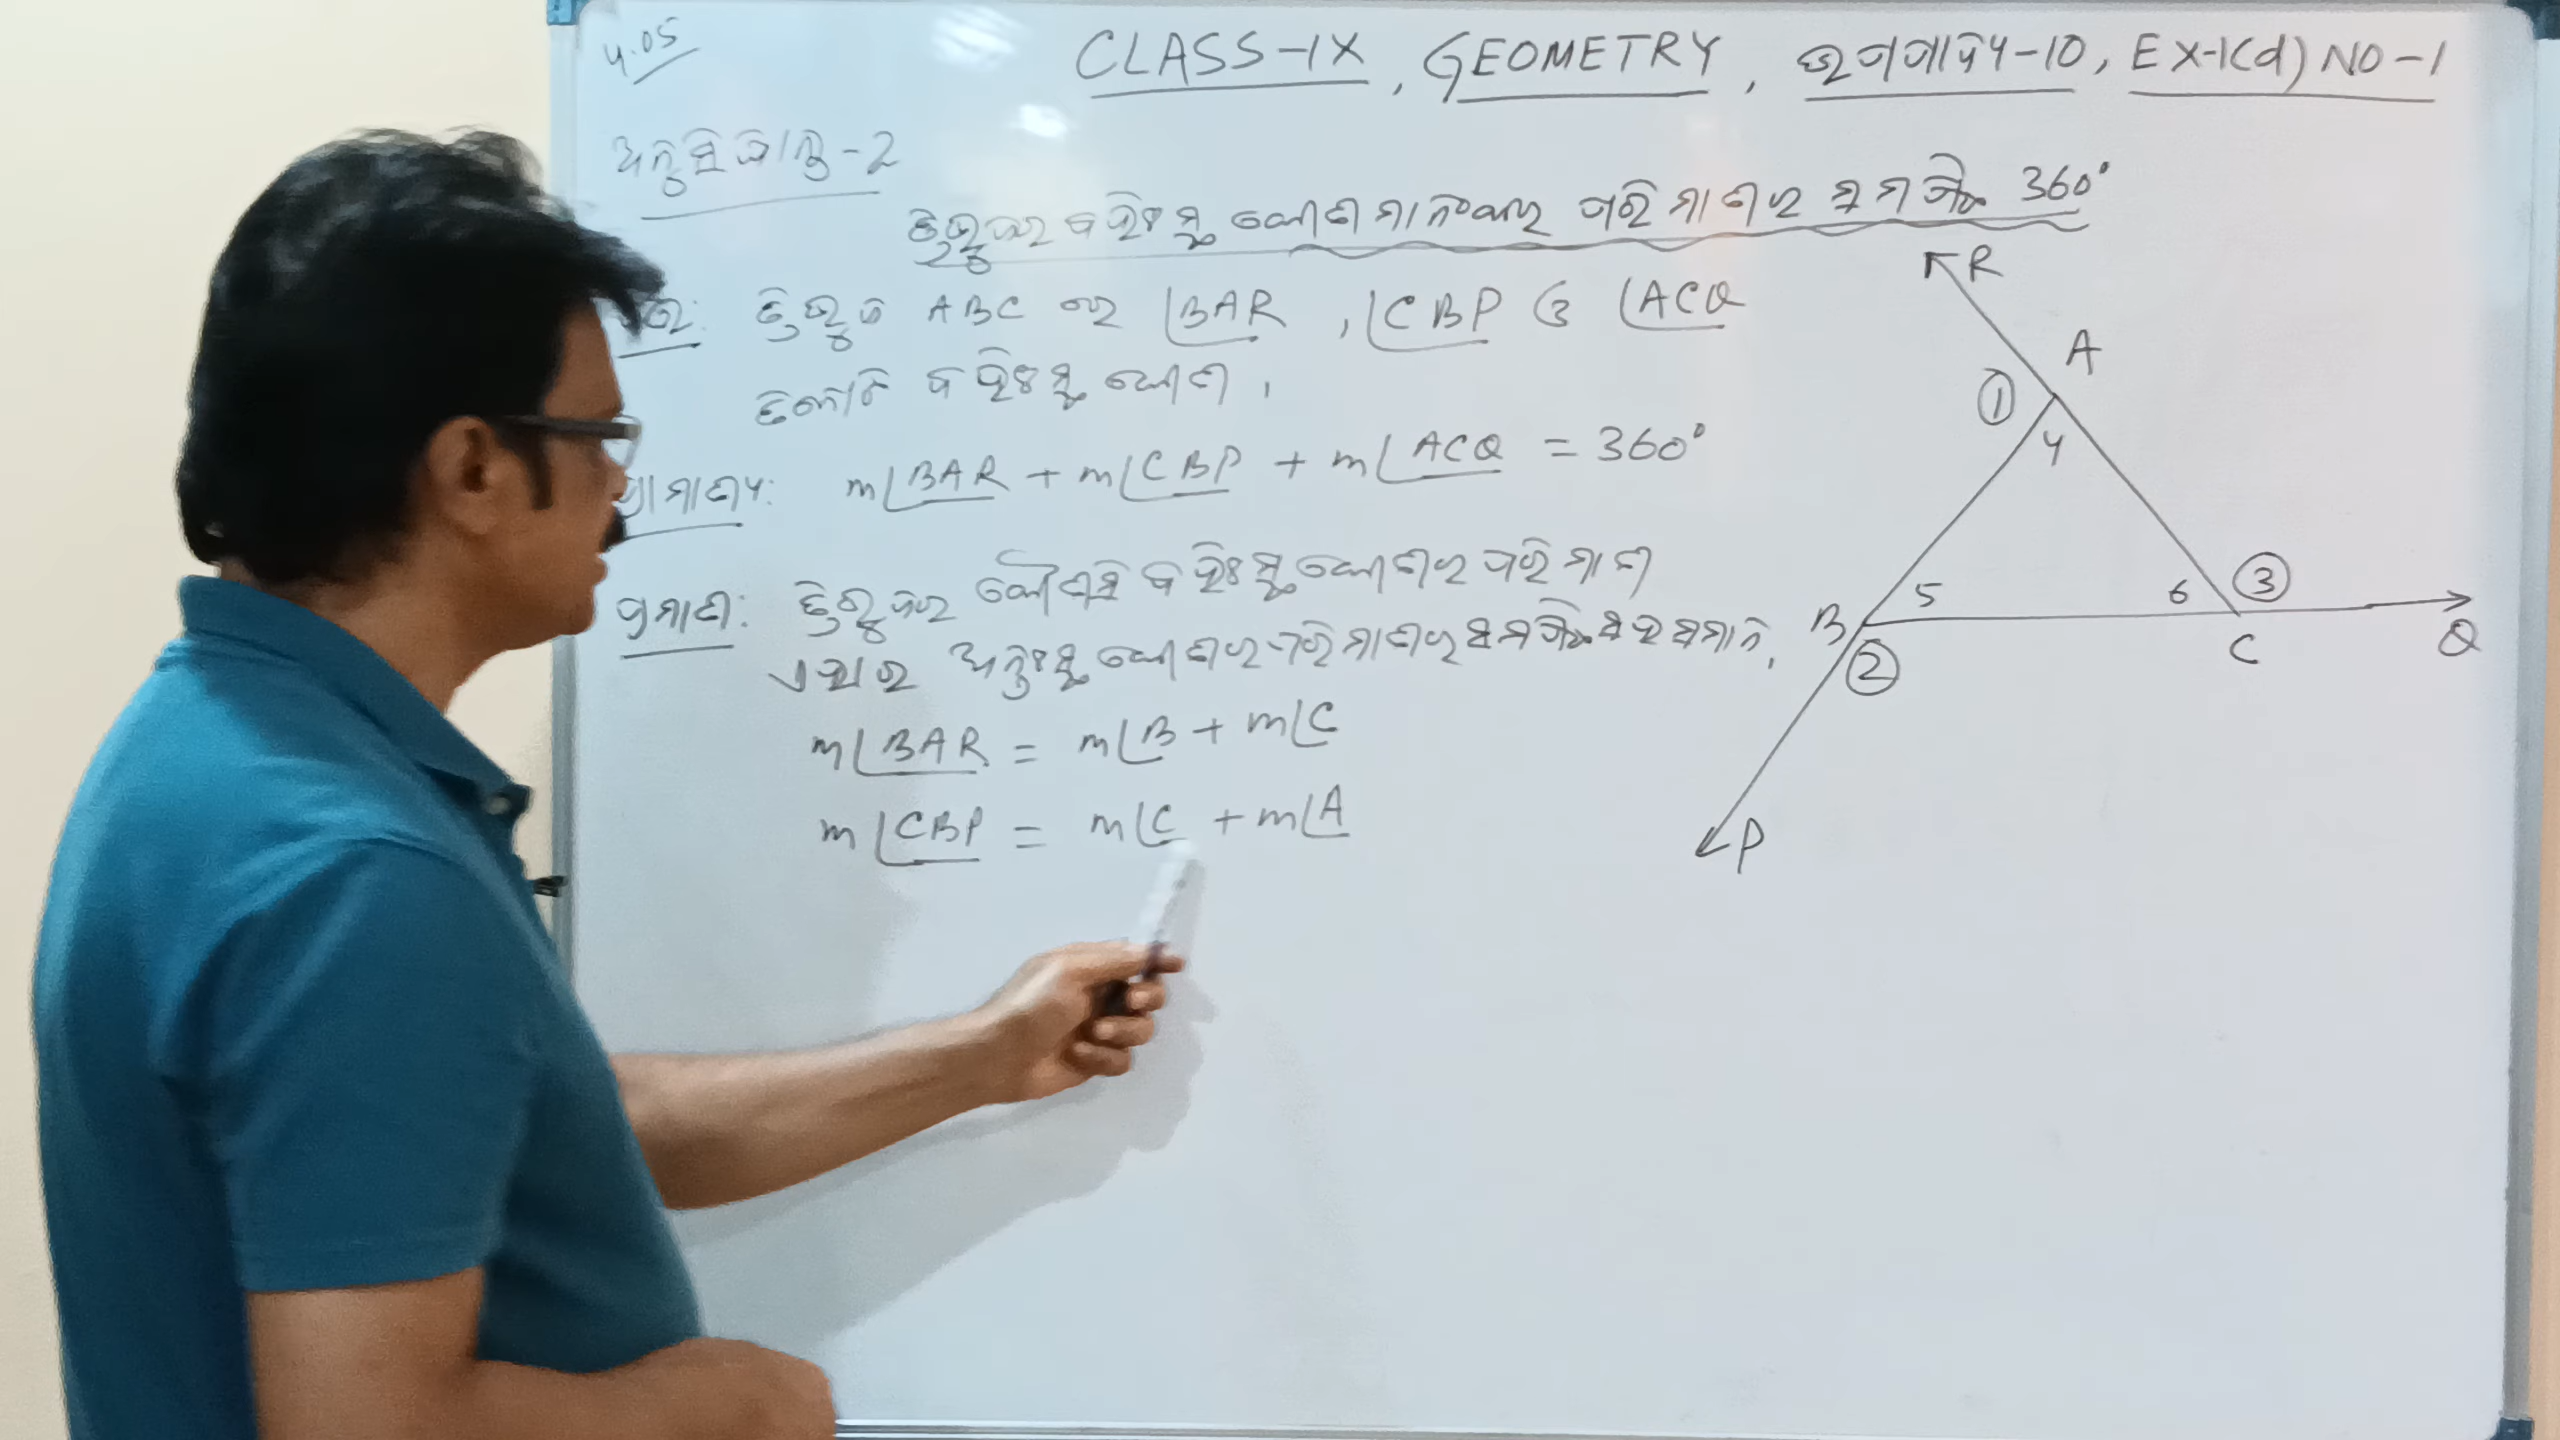 4.05
CLASS-IX, GEOMETRY, ଉପପାଦ୍ୟ-10, EX-1(d) NO-1
ଅନୁସିଦ୍ଧାନ୍ତ-2
ତ୍ରିଭୁଜର ବହିଃସ୍ଥ କୋଣମାନଙ୍କର ପରିମାଣର ସମଷ୍ଟି 360°
ତ୍ରିଭୁଜ ABC ରେ ∠BAR, ∠CBP ଓ ∠ACQ
ତିନୋଟି ବହିଃସ୍ଥ କୋଣ।
ପ୍ରାମାଣ୍ୟ: m∠BAR + m∠CBP + m∠ACQ = 360°
ପ୍ରମାଣ: ତ୍ରିଭୁଜର କୌଣସି ବହିଃସ୍ଥ କୋଣର ପରିମାଣ
ଏହାର ଅନ୍ତଃସ୍ଥ କୋଣର ପରିମାଣର ସମଷ୍ଟି ସହ ସମାନ,
m∠BAR = m∠B + m∠C
m∠CBP = m∠C + m∠A
R
A
1
4
B
5
6
3
2
C
Q
P